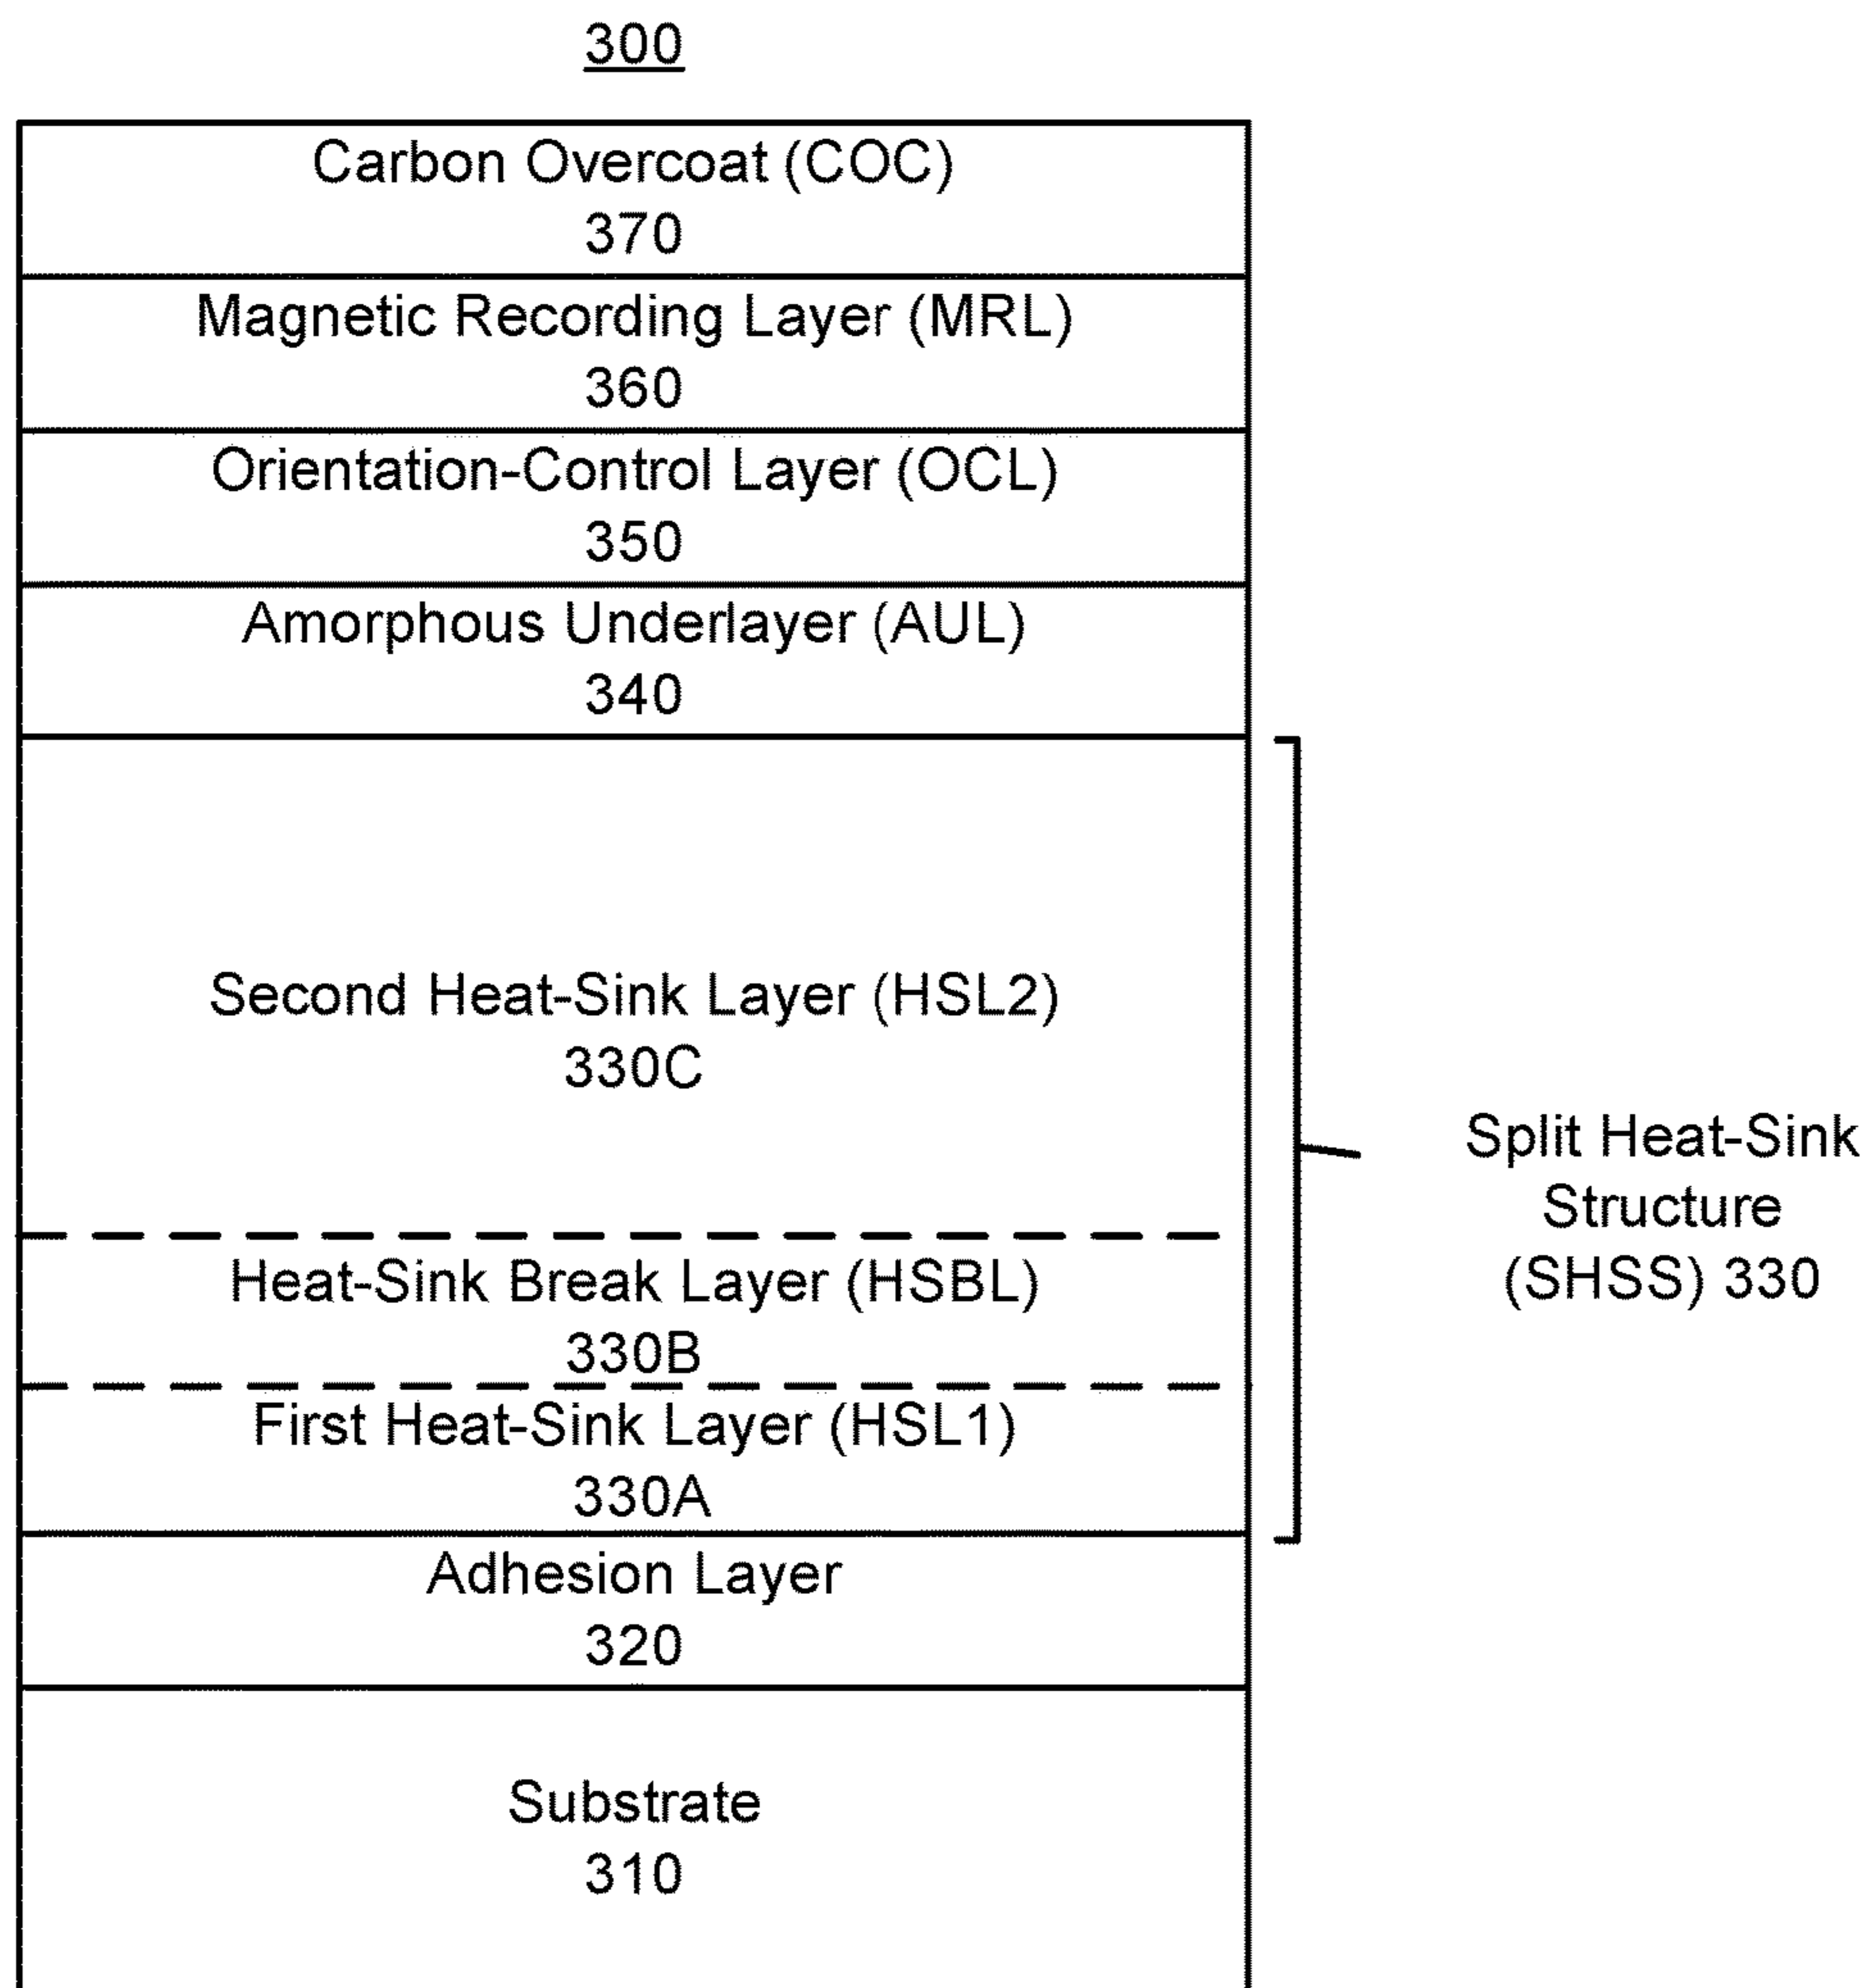 300
Carbon Overcoat (COC)
370
Magnetic Recording Layer (MRL)
360
Orientation-Control Layer (OCL)
350
Amorphous Underlayer (AUL)
340
Second Heat-Sink Layer (HSL2)
330C
Heat-Sink Break Layer (HSBL)
330B
First Heat-Sink Layer (HSL1)
330A
Split Heat-Sink
Structure
(SHSS) 330
Adhesion Layer
320
Substrate
310